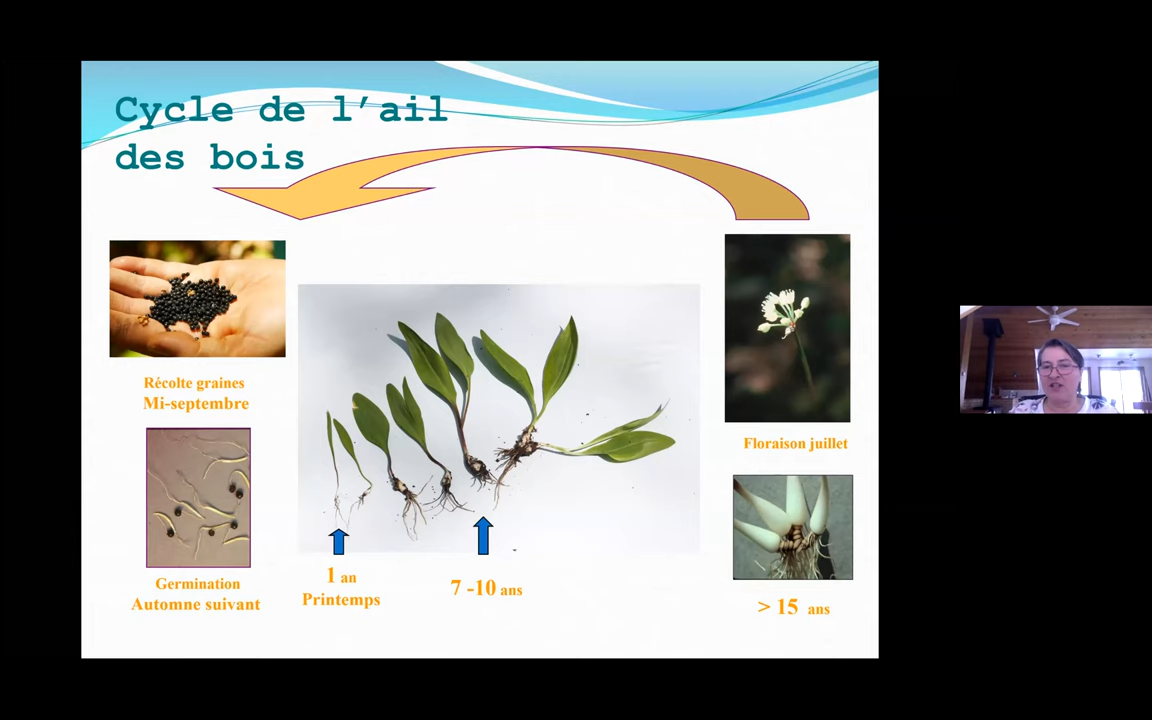 Cycle de l’ail
des bois
Récolte graines
Mi-septembre
Germination
Automne suivant
1 an
Printemps
7 -10 ans
Floraison juillet
> 15 ans